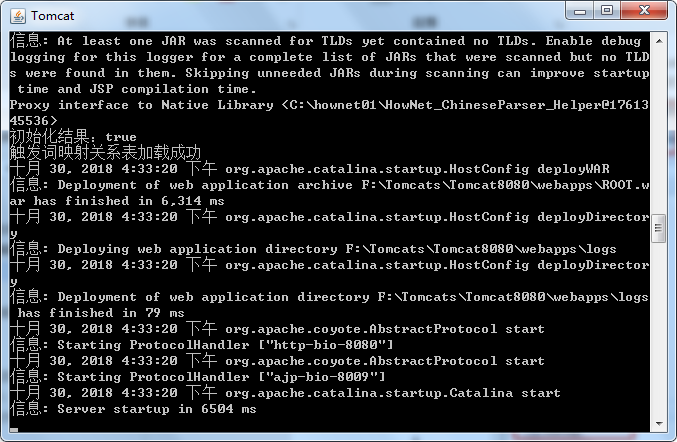 Tomcat
信息: At least one JAR was scanned for TLDs yet contained no TLDs. Enable debug
logging for this logger for a complete list of JARs that were scanned but no TLD
s were found in them. Skipping unneeded JARs during scanning can improve startup
 time and JSP compilation time.
Proxy interface to Native Library <C:\hownet01\HowNet_ChineseParser_Helper@17613
45536>
初始化结果: true
触发词映射关系表加载成功
十月 30, 2018 4:33:20 下午 org.apache.catalina.startup.HostConfig deployWAR
信息: Deployment of web application archive F:\Tomcats\Tomcat8080\webapps\ROOT.w
ar has finished in 6,314 ms
十月 30, 2018 4:33:20 下午 org.apache.catalina.startup.HostConfig deployDirector
y
信息: Deploying web application directory F:\Tomcats\Tomcat8080\webapps\logs
十月 30, 2018 4:33:20 下午 org.apache.catalina.startup.HostConfig deployDirector
y
信息: Deployment of web application directory F:\Tomcats\Tomcat8080\webapps\logs
 has finished in 79 ms
十月 30, 2018 4:33:20 下午 org.apache.coyote.AbstractProtocol start
信息: Starting ProtocolHandler ["http-bio-8080"]
十月 30, 2018 4:33:20 下午 org.apache.coyote.AbstractProtocol start
信息: Starting ProtocolHandler ["ajp-bio-8009"]
十月 30, 2018 4:33:20 下午 org.apache.catalina.startup.Catalina start
信息: Server startup in 6504 ms